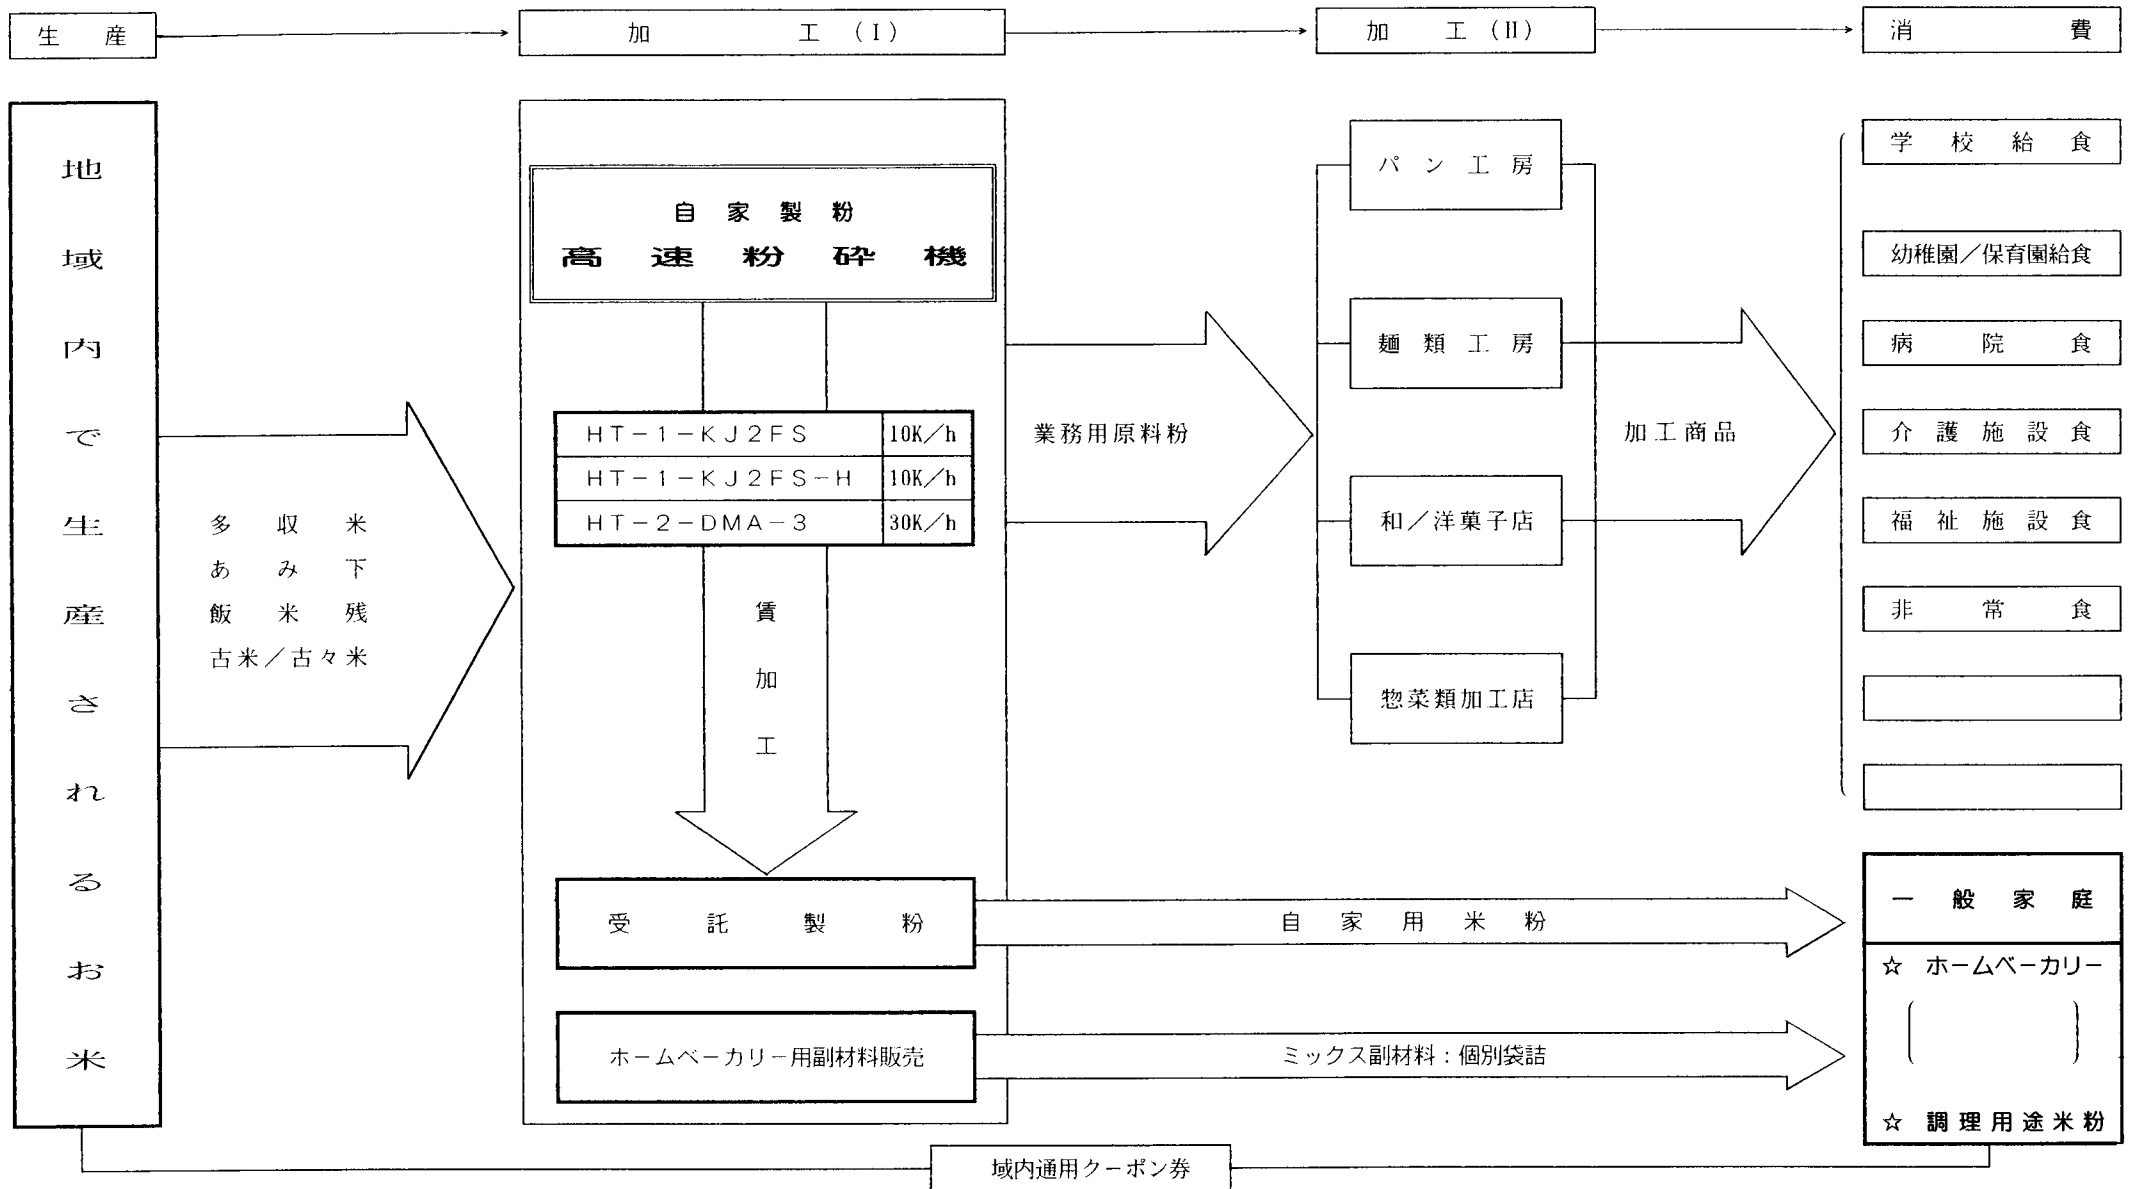 生産
加工(I)
加工(II)
消費
地域内で生産されるお米
多収米
あみ下
飯米残
古米/古々米
自家製粉
高速粉砕機
HT-1-KJ2FS 10K/h
HT-1-KJ2FS-H 10K/h
HT-2-DMA-3 30K/h
賃加工
受託製粉
ホームベーカリー用副材料販売
業務用原料粉
パン工房
麺類工房
和/洋菓子店
惣菜類加工店
加工商品
学校給食
幼稚園/保育園給食
病院食
介護施設食
福祉施設食
非常食
自家用米粉
ミックス副材料:個別袋詰
一般家庭
☆ ホームベーカリー
☆ 調理用途米粉
域内通用クーポン券